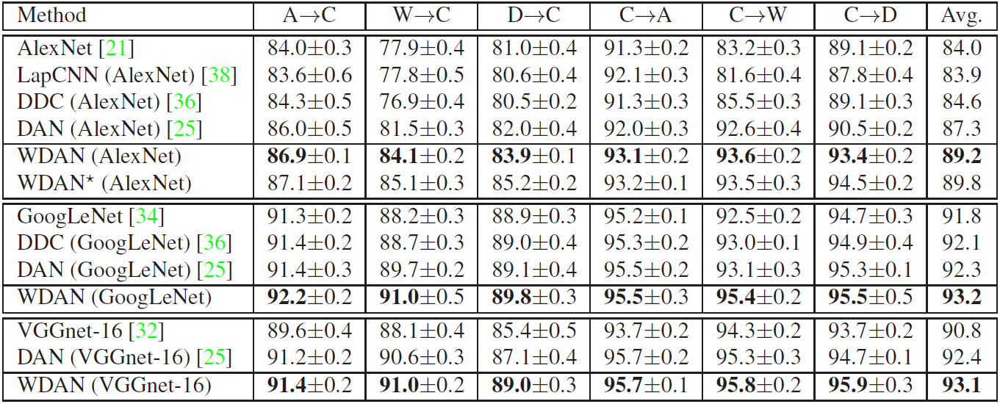 Method A→C W→C D→C C→A C→W C→D Avg.
AlexNet [21] 84.0±0.3 77.9±0.4 81.0±0.4 91.3±0.2 83.2±0.3 89.1±0.2 84.0
LapCNN (AlexNet) [38] 83.6±0.6 77.8±0.5 80.6±0.4 92.1±0.3 81.6±0.4 87.8±0.4 83.9
DDC (AlexNet) [36] 84.3±0.5 76.9±0.4 80.5±0.2 91.3±0.3 85.5±0.3 89.1±0.3 84.6
DAN (AlexNet) [25] 86.0±0.5 81.5±0.3 82.0±0.4 92.0±0.3 92.6±0.4 90.5±0.2 87.3
WDAN (AlexNet) 86.9±0.1 84.1±0.2 83.9±0.1 93.1±0.2 93.6±0.2 93.4±0.2 89.2
WDAN⋆ (AlexNet) 87.1±0.2 85.1±0.3 85.2±0.2 93.2±0.1 93.5±0.3 94.5±0.2 89.8
GoogLeNet [34] 91.3±0.2 88.2±0.3 88.9±0.3 95.2±0.1 92.5±0.2 94.7±0.3 91.8
DDC (GoogLeNet) [36] 91.4±0.2 88.7±0.3 89.0±0.4 95.3±0.2 93.0±0.1 94.9±0.4 92.1
DAN (GoogLeNet) [25] 91.4±0.3 89.7±0.2 89.1±0.4 95.5±0.2 93.1±0.3 95.3±0.1 92.3
WDAN (GoogLeNet) 92.2±0.2 91.0±0.5 89.8±0.3 95.5±0.3 95.4±0.2 95.5±0.5 93.2
VGGnet-16 [32] 89.6±0.4 88.1±0.4 85.4±0.5 93.7±0.2 94.3±0.2 93.7±0.2 90.8
DAN (VGGnet-16) [25] 91.2±0.2 90.6±0.3 87.1±0.4 95.7±0.2 95.3±0.3 94.7±0.1 92.4
WDAN (VGGnet-16) 91.4±0.2 91.0±0.2 89.0±0.3 95.7±0.1 95.8±0.2 95.9±0.3 93.1